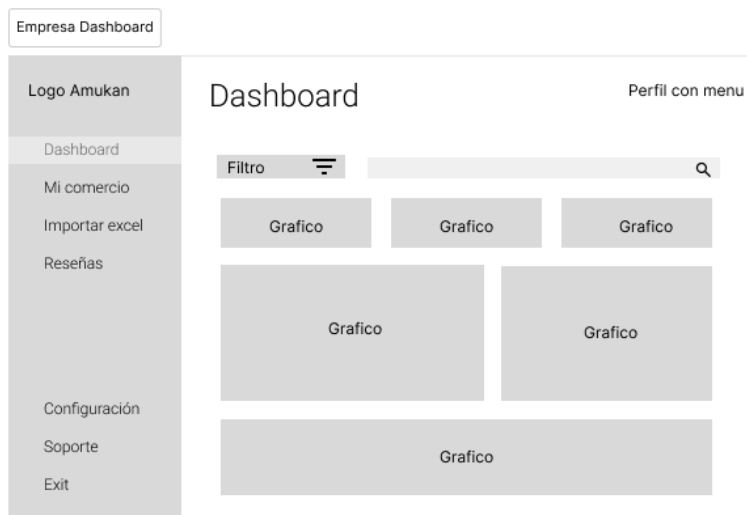 Empresa Dashboard
Logo Amukan
Dashboard
Mi comercio
Importar excel
Reseñas
Configuración
Soporte
Exit
Dashboard
Perfil con menu
Filtro
Grafico
Grafico
Grafico
Grafico
Grafico
Grafico